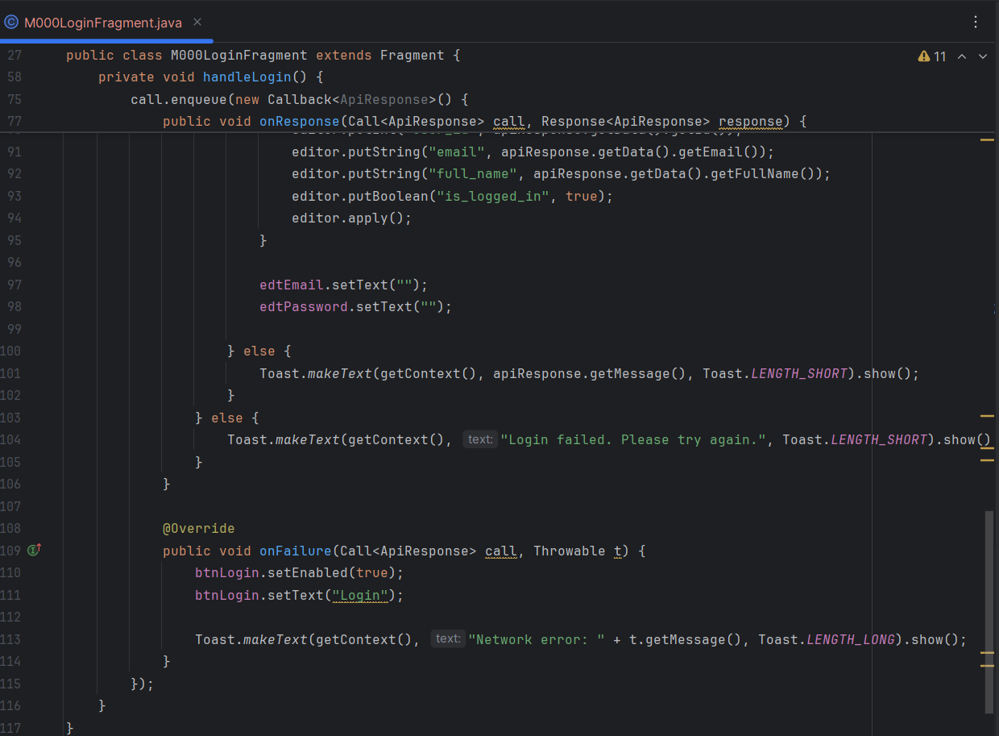 M000LoginFragment.java
27 public class M000LoginFragment extends Fragment {
11
58 private void handleLogin() {
75 call.enqueue(new Callback<ApiResponse>() {
77 public void onResponse(Call<ApiResponse> call, Response<ApiResponse> response) {
91 editor.putString("email", apiResponse.getData().getEmail());
92 editor.putString("full_name", apiResponse.getData().getFullName());
93 editor.putBoolean("is_logged_in", true);
94 editor.apply();
95 }
96
97 edtEmail.setText("");
98 edtPassword.setText("");
99
100 } else {
101 Toast.makeText(getContext(), apiResponse.getMessage(), Toast.LENGTH_SHORT).show();
102 }
103 } else {
104 Toast.makeText(getContext(), text: "Login failed. Please try again.", Toast.LENGTH_SHORT).show()
105 }
106 }
107
108 @Override
109 public void onFailure(Call<ApiResponse> call, Throwable t) {
110 btnLogin.setEnabled(true);
111 btnLogin.setText("Login");
112
113 Toast.makeText(getContext(), text: "Network error: " + t.getMessage(), Toast.LENGTH_LONG).show();
114 }
115 });
116 }
117 }